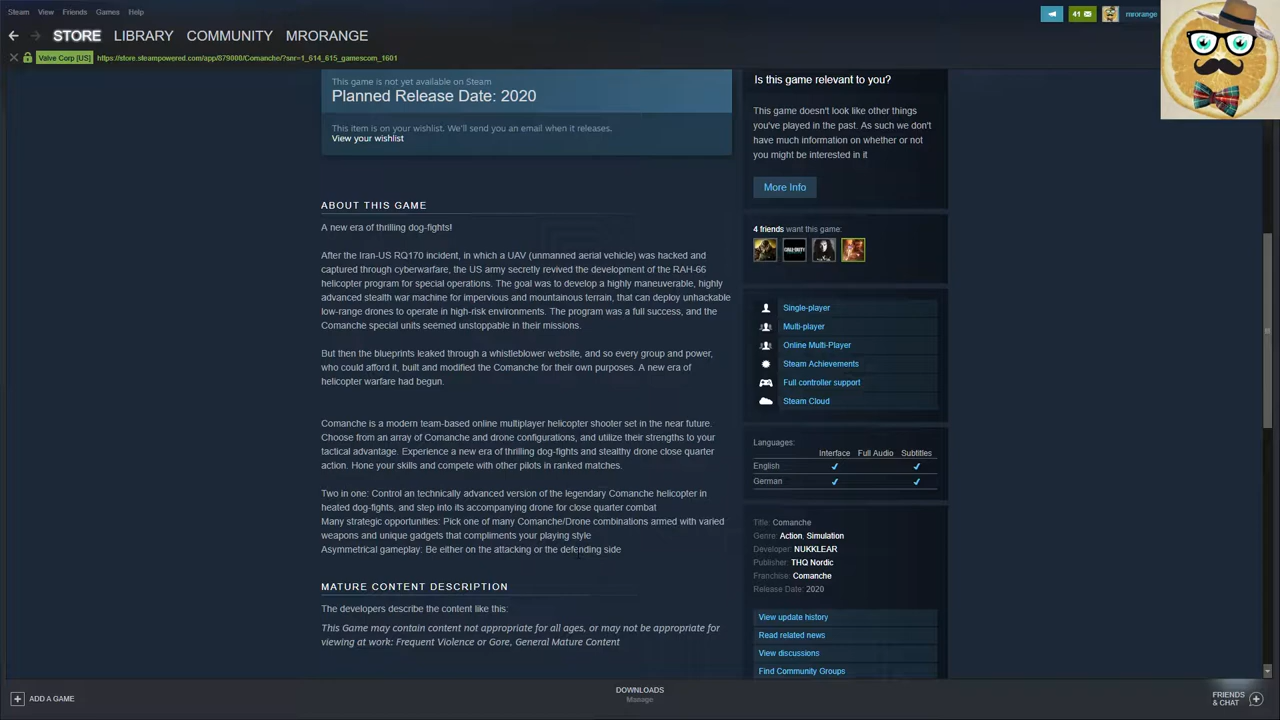 Steam View Friends Games Help
41 mrorange
STORE LIBRARY COMMUNITY MRORANGE
Valve Corp [US] https://store.steampowered.com/app/879000/Comanche/?snr=1_614_615_gamescom_1601
This game is not yet available on Steam
Planned Release Date: 2020
This item is on your wishlist. We'll send you an email when it releases.
View your wishlist
ABOUT THIS GAME
A new era of thrilling dog-fights!
After the Iran-US RQ170 incident, in which a UAV (unmanned aerial vehicle) was hacked and
captured through cyberwarfare, the US army secretly revived the development of the RAH-66
helicopter program for special operations. The goal was to develop a highly maneuverable, highly
advanced stealth war machine for impervious and mountainous terrain, that can deploy unhackable
low-range drones to operate in high-risk environments. The program was a full success, and the
Comanche special units seemed unstoppable in their missions.
But then the blueprints leaked through a whistleblower website, and so every group and power,
who could afford it, built and modified the Comanche for their own purposes. A new era of
helicopter warfare had begun.
Comanche is a modern team-based online multiplayer helicopter shooter set in the near future.
Choose from an array of Comanche and drone configurations, and utilize their strengths to your
tactical advantage. Experience a new era of thrilling dog-fights and stealthy drone close quarter
action. Hone your skills and compete with other pilots in ranked matches.
Two in one: Control an technically advanced version of the legendary Comanche helicopter in
heated dog-fights, and step into its accompanying drone for close quarter combat
Many strategic opportunities: Pick one of many Comanche/Drone combinations armed with varied
weapons and unique gadgets that compliments your playing style
Asymmetrical gameplay: Be either on the attacking or the defending side
MATURE CONTENT DESCRIPTION
The developers describe the content like this:
This Game may contain content not appropriate for all ages, or may not be appropriate for
viewing at work: Frequent Violence or Gore, General Mature Content
Is this game relevant to you?
This game doesn't look like other things
you've played in the past. As such we don't
have much information on whether or not
you might be interested in it
More Info
4 friends want this game:
Single-player
Multi-player
Online Multi-Player
Steam Achievements
Full controller support
Steam Cloud
Languages:
Interface Full Audio Subtitles
English ✓ ✓
German ✓ ✓
Title: Comanche
Genre: Action, Simulation
Developer: NUKKLEAR
Publisher: THQ Nordic
Franchise: Comanche
Release Date: 2020
View update history
Read related news
View discussions
Find Community Groups
ADD A GAME
DOWNLOADS
Manage
FRIENDS
& CHAT